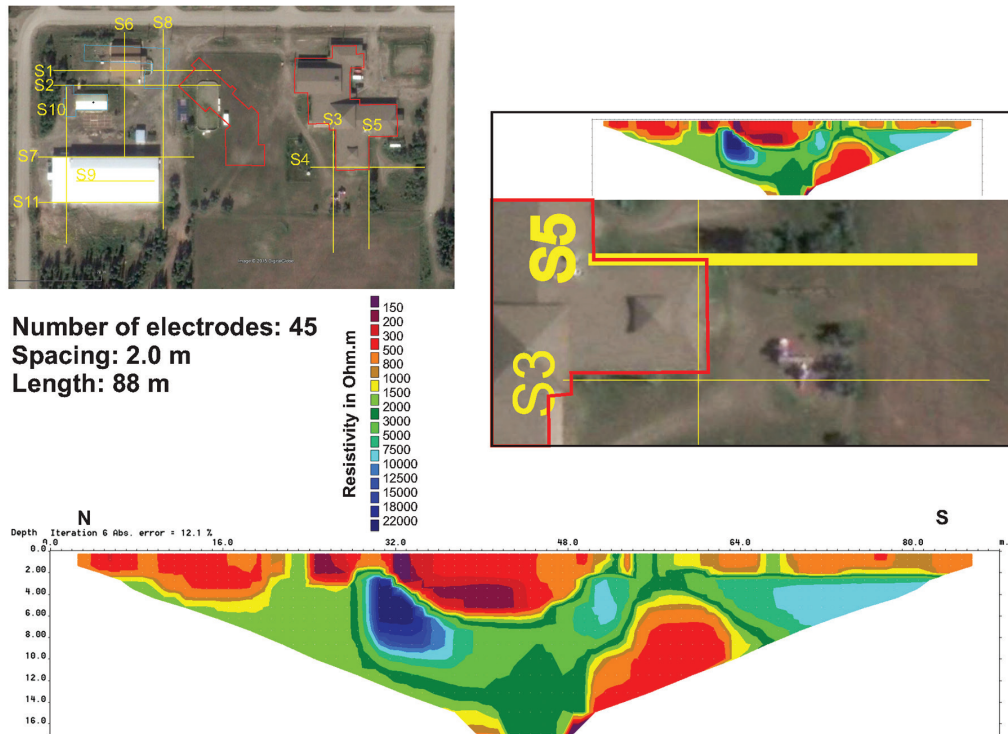 S6
S8
S1
S2
S10
S3
S5
S7
S4
S9
S11
S5
S3
Number of electrodes: 45
Spacing: 2.0 m
Length: 88 m
Resistivity in Ohm.m
150
200
300
500
800
1000
1500
2000
3000
5000
7500
10000
12500
15000
18000
22000
N
S
Depth Iteration 6 Abs. error = 12.1 %
0.0 16.0 32.0 48.0 64.0 80.0 m.
0.0
2.00
4.00
6.00
8.00
10.0
12.0
14.0
16.0